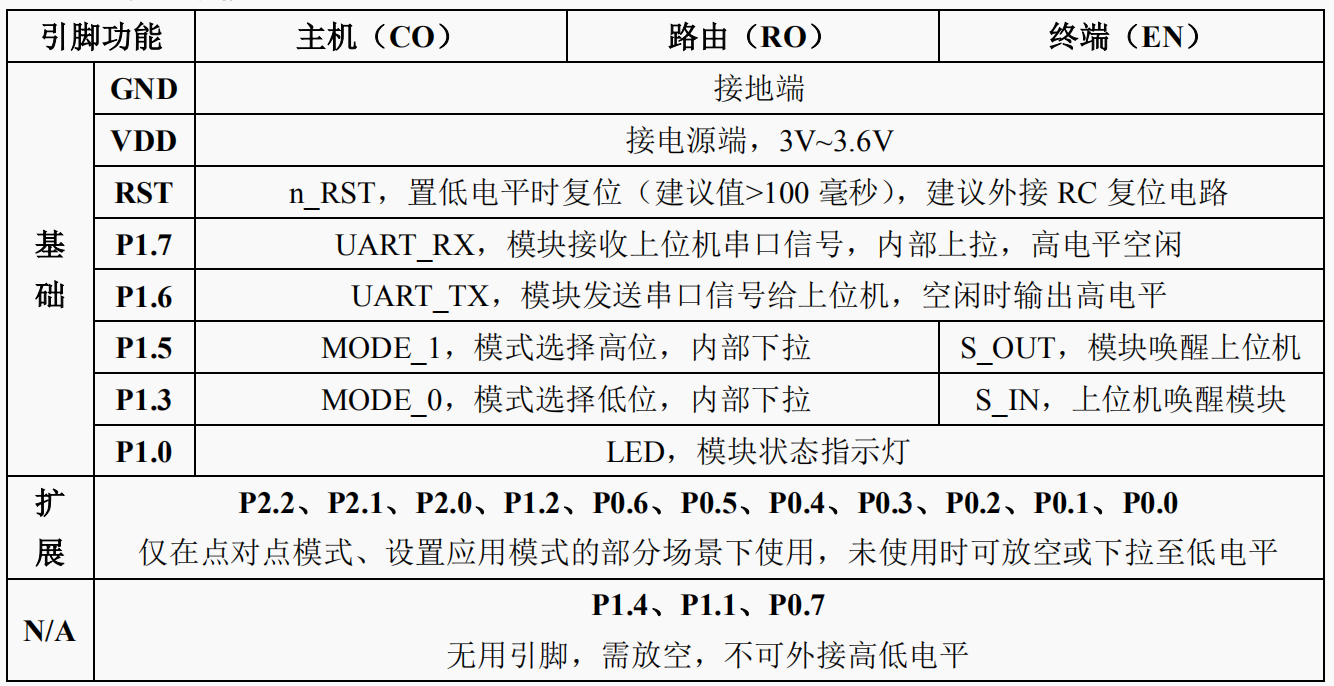 引脚功能 主机（CO） 路由（RO） 终端（EN）
基础
GND 接地端
VDD 接电源端，3V~3.6V
RST n_RST，置低电平时复位（建议值>100 毫秒），建议外接 RC 复位电路
P1.7 UART_RX，模块接收上位机串口信号，内部上拉，高电平空闲
P1.6 UART_TX，模块发送串口信号给上位机，空闲时输出高电平
P1.5 MODE_1，模式选择高位，内部下拉 S_OUT，模块唤醒上位机
P1.3 MODE_0，模式选择低位，内部下拉 S_IN，上位机唤醒模块
P1.0 LED，模块状态指示灯
扩展
P2.2、P2.1、P2.0、P1.2、P0.6、P0.5、P0.4、P0.3、P0.2、P0.1、P0.0
仅在点对点模式、设置应用模式的部分场景下使用，未使用时可放空或下拉至低电平
N/A
P1.4、P1.1、P0.7
无用引脚，需放空，不可外接高低电平